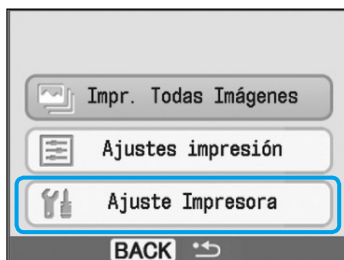 Impr. Todas Imágenes
Ajustes impresión
Ajuste Impresora
BACK